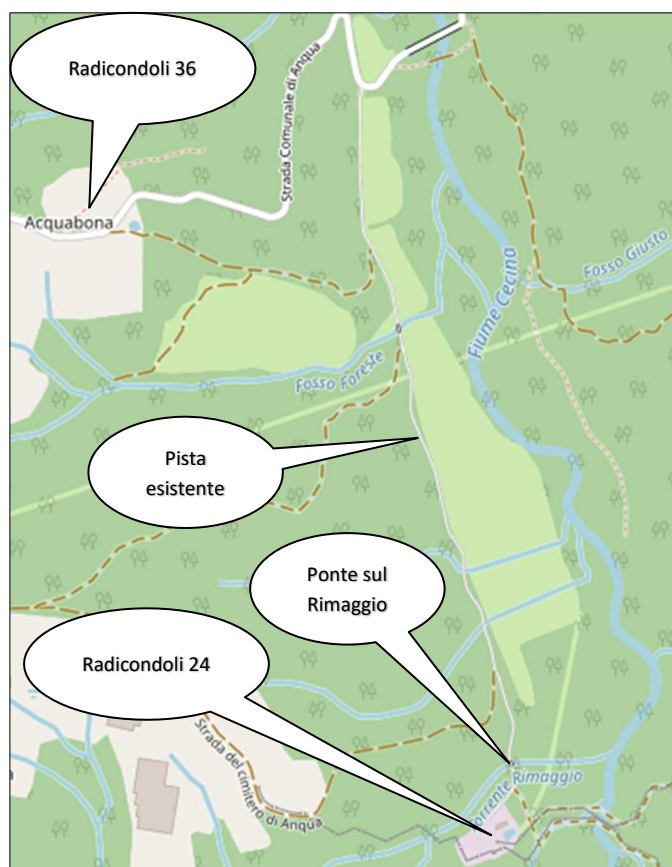 Radicondoli 36
Strada Comunale di Anqua
Acquabona
Fosso Giusto
Fiume Cecina
Fosso Foreste
Pista
esistente
Ponte sul
Rimaggio
Radicondoli 24
Strada del cimitero di Anqua
Torrente Rimaggio